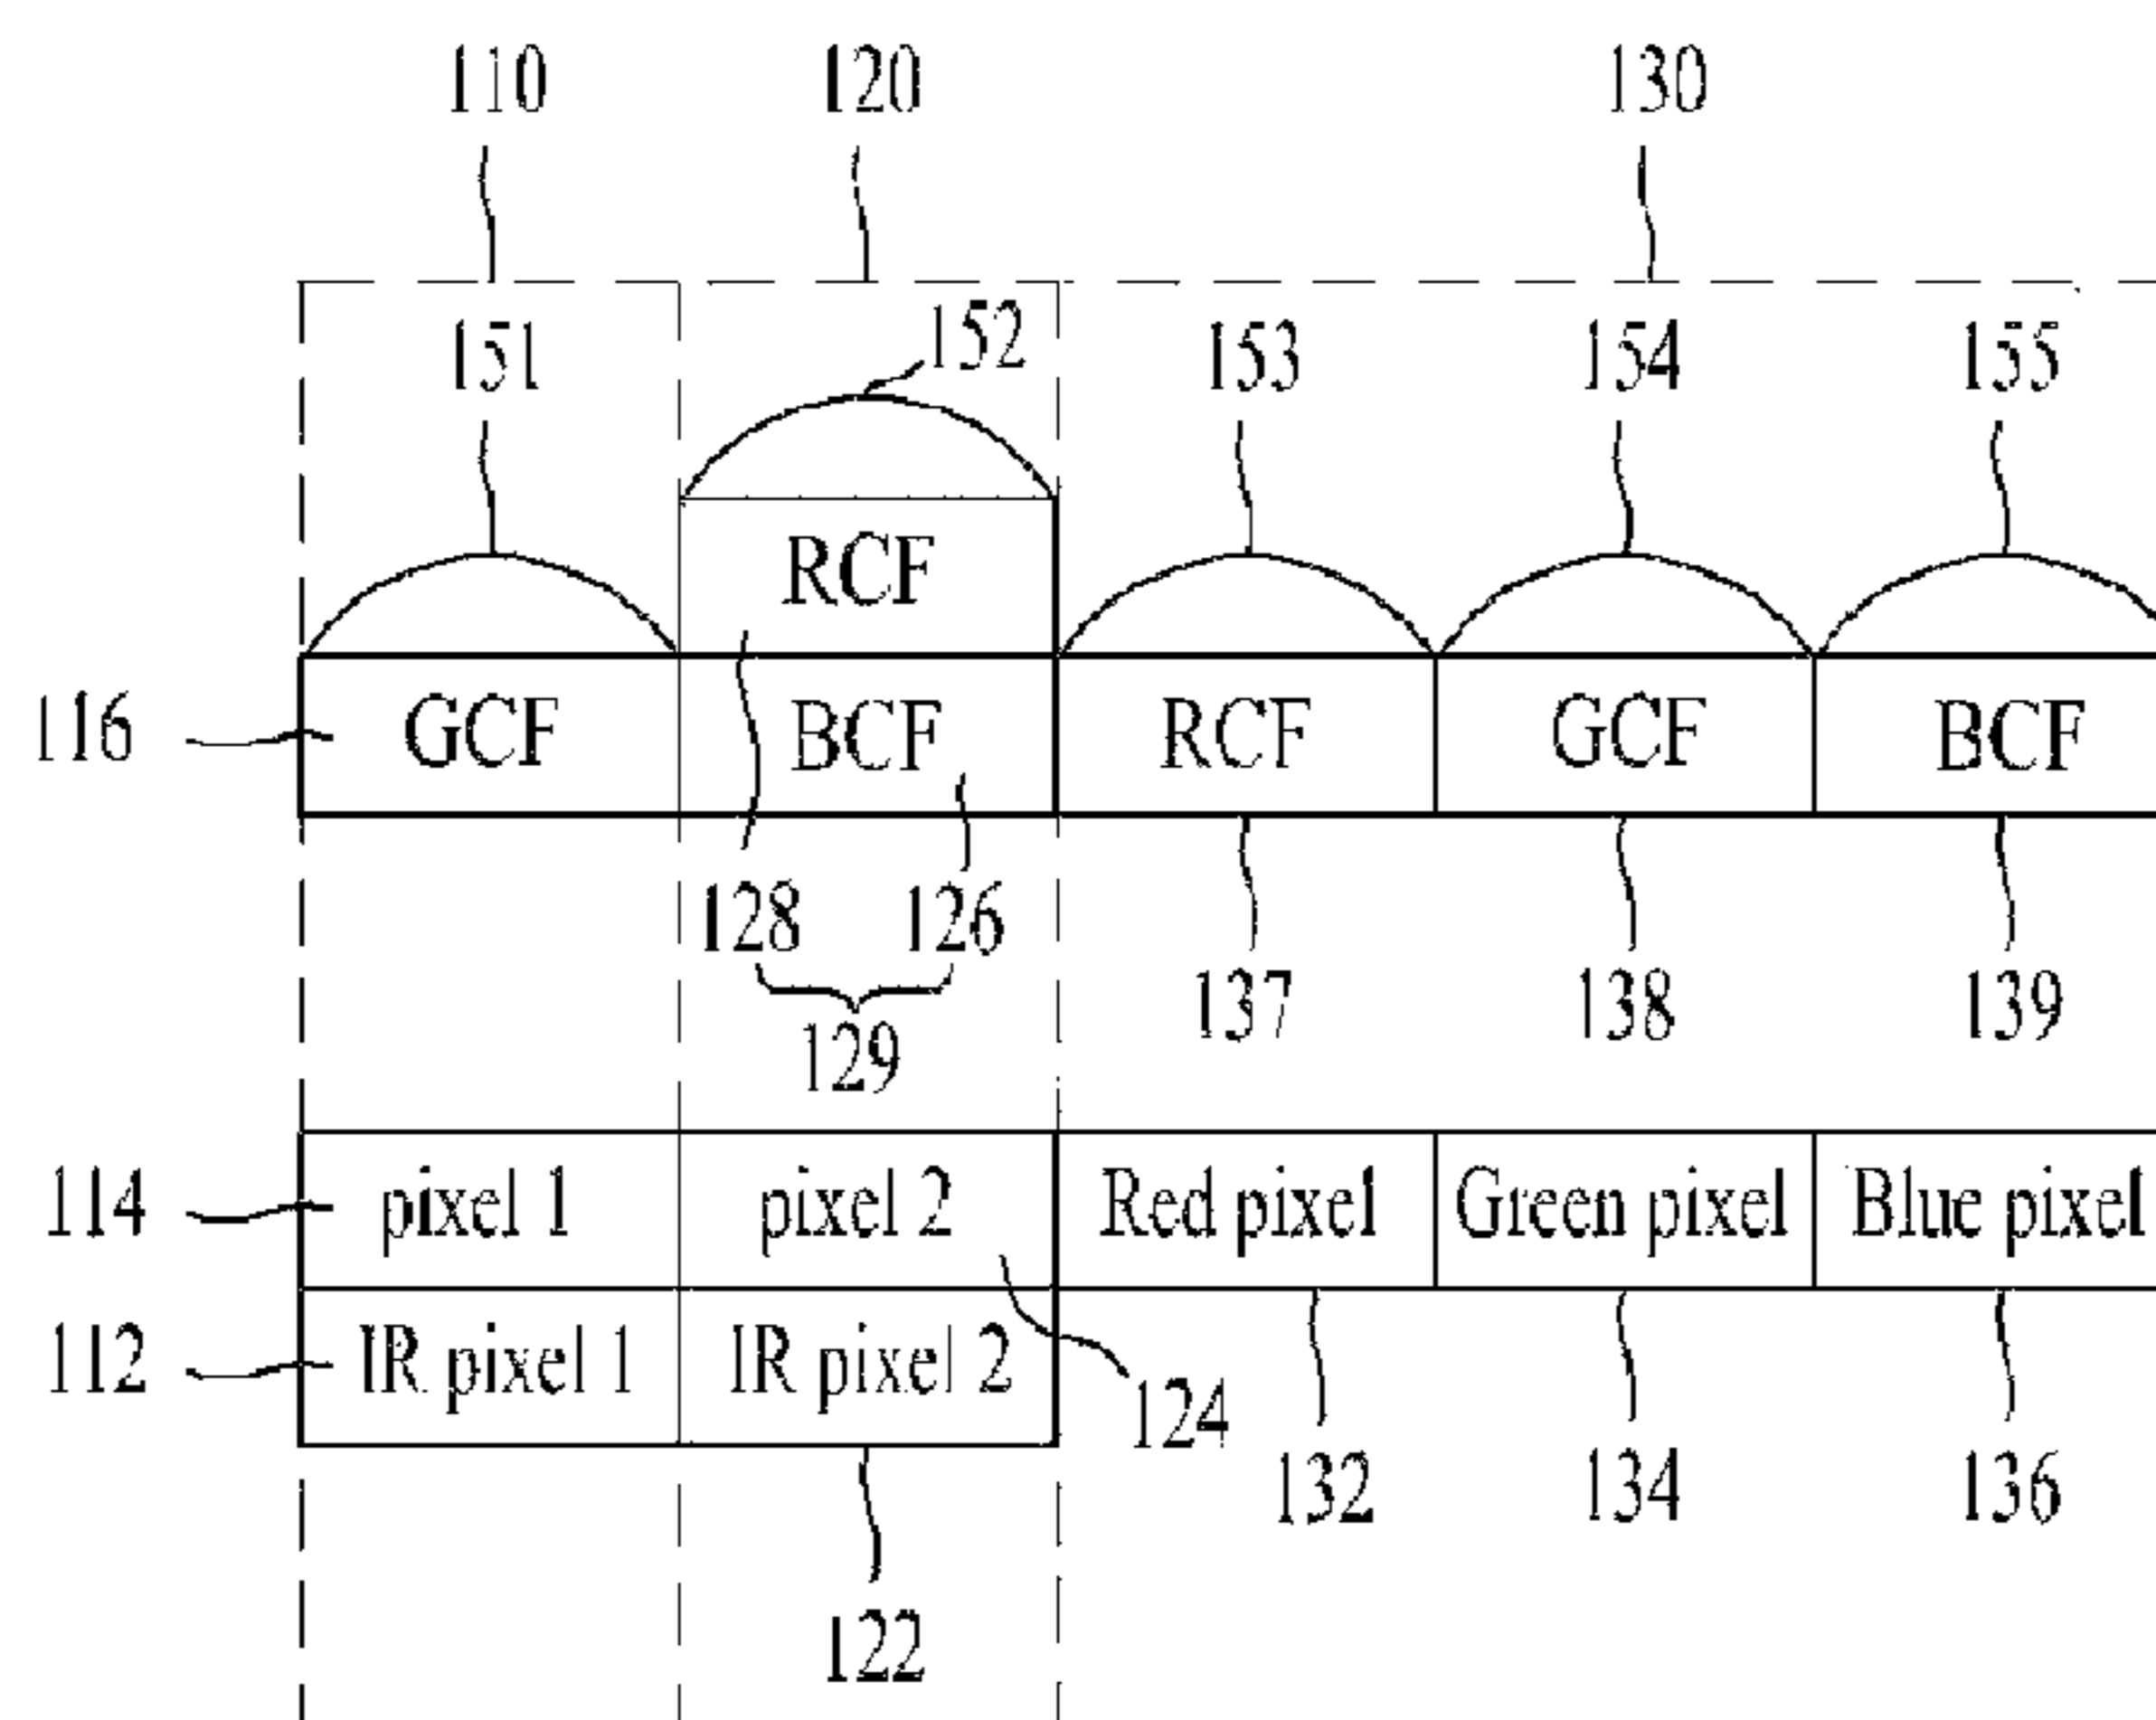 110 120 130
151 152 153 154 155
RCF
116 GCF BCF RCF GCF BCF
128 126
129
137 138 139
114 pixel 1 pixel 2 Red pixel Green pixel Blue pixel
112 IR pixel 1 IR pixel 2
124
132 134 136
122